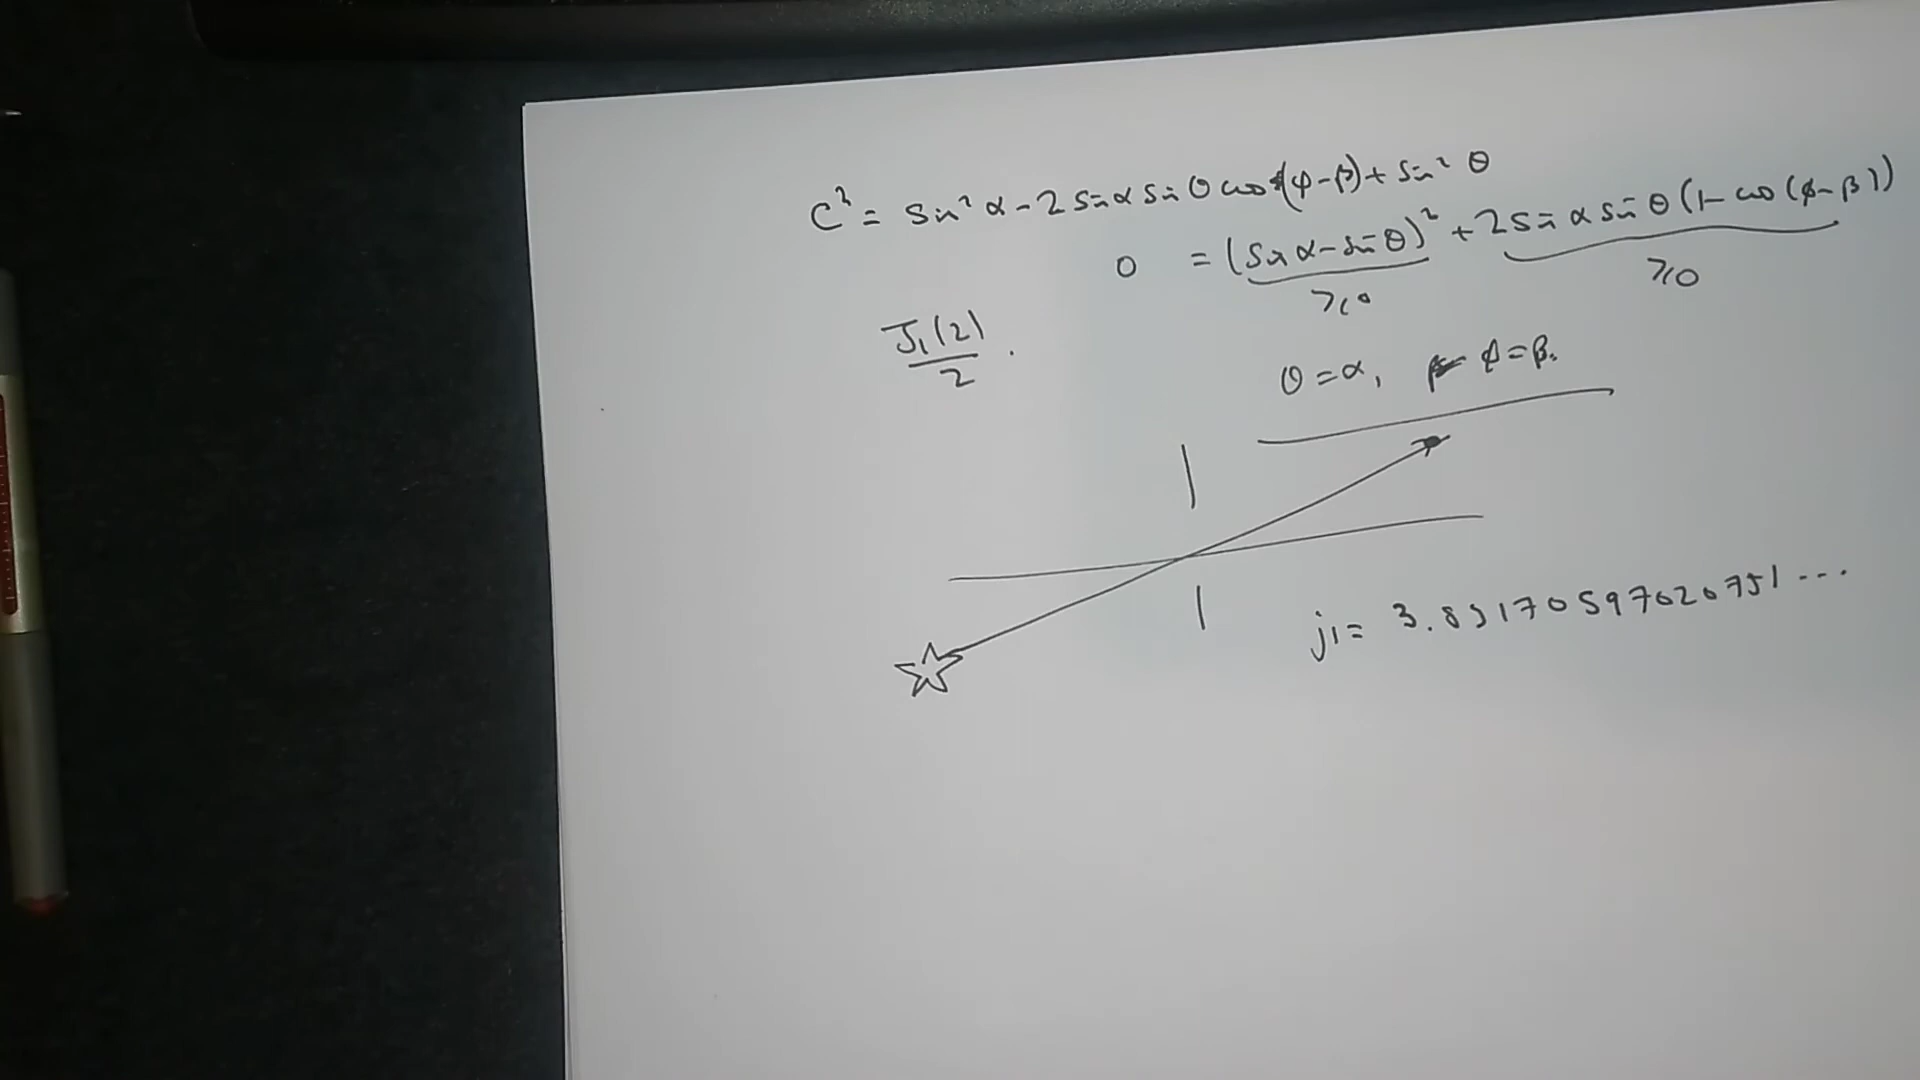 C² = sin²α - 2 sinα sinθ cos(φ-β) + sin²θ
0 = (sinα - sinθ)² + 2 sinα sinθ (1 - cos(φ-β))
≥0 ≥0
J₁(z)/z.
θ = α, φ = β.
j₁ = 3.83170597020751...